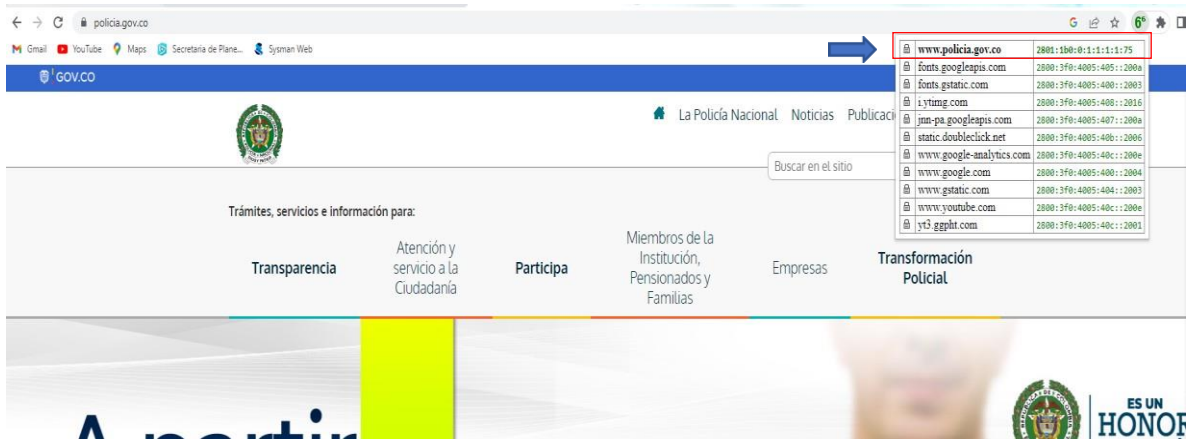 policia.gov.co
G
6⁶
Gmail
YouTube
Maps
Secretaria de Plane...
Sysman Web
www.policia.gov.co 2801:1b0:0:1:1:1:1:75
fonts.googleapis.com 2800:3f0:4005:405::200a
fonts.gstatic.com 2800:3f0:4005:400::2003
i.ytimg.com 2800:3f0:4005:408::2016
jnn-pa.googleapis.com 2800:3f0:4005:407::200a
static.doubleclick.net 2800:3f0:4005:40b::2006
www.google-analytics.com 2800:3f0:4005:40c::200e
www.google.com 2800:3f0:4005:400::2004
www.gstatic.com 2800:3f0:4005:404::2003
www.youtube.com 2800:3f0:4005:40c::200e
yt3.ggpht.com 2800:3f0:4005:40c::2001
GOV.CO
La Policía Nacional
Noticias
Publicaci
Buscar en el sitio
Trámites, servicios e información para:
Transparencia
Atención y
servicio a la
Ciudadanía
Participa
Miembros de la
Institución,
Pensionados y
Familias
Empresas
Transformación
Policial
A partir
ES UN
HONOR